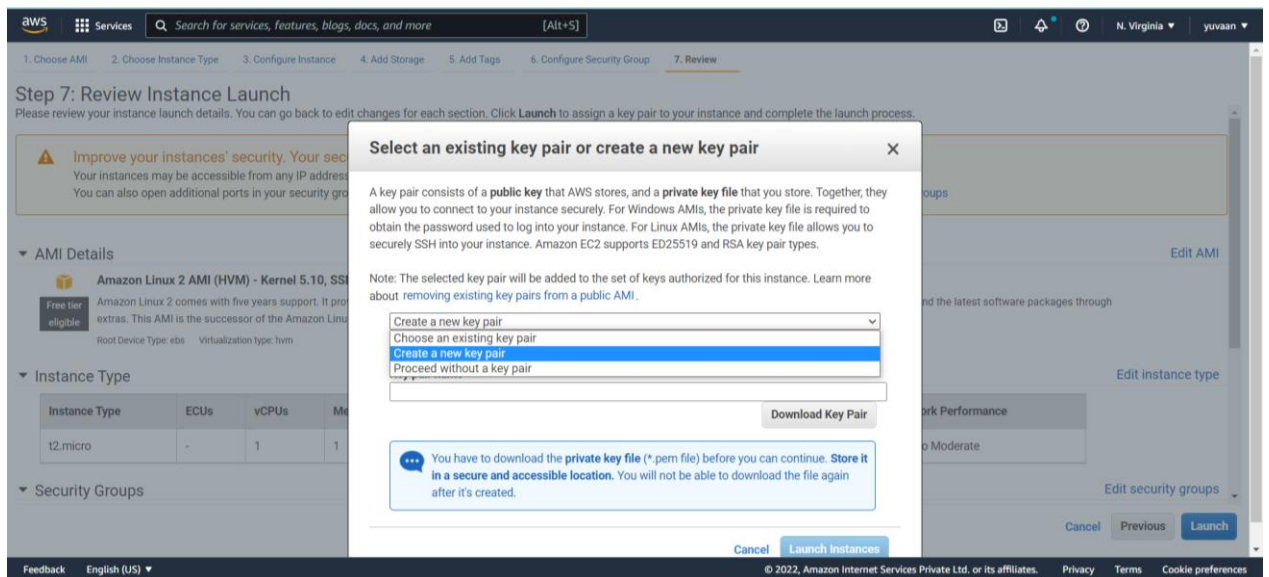 aws
Services
Search for services, features, blogs, docs, and more
[Alt+S]
N. Virginia ▼
yuvaan ▼
1. Choose AMI
2. Choose Instance Type
3. Configure Instance
4. Add Storage
5. Add Tags
6. Configure Security Group
7. Review
Step 7: Review Instance Launch
Please review your instance launch details. You can go back to edit changes for each section. Click Launch to assign a key pair to your instance and complete the launch process.
Improve your instances' security. Your sec
Your instances may be accessible from any IP address
You can also open additional ports in your security gro
oups
AMI Details
Edit AMI
Amazon Linux 2 AMI (HVM) - Kernel 5.10, SSI
Free tier
eligible
Amazon Linux 2 comes with five years support. It pro
nd the latest software packages through
extras. This AMI is the successor of the Amazon Linu
Root Device Type: ebs Virtualization type: hvm
Instance Type
Edit instance type
Instance Type
ECUs
vCPUs
Me
ork Performance
t2.micro
-
1
1
o Moderate
Security Groups
Edit security groups
Cancel
Previous
Launch
Select an existing key pair or create a new key pair
A key pair consists of a public key that AWS stores, and a private key file that you store. Together, they
allow you to connect to your instance securely. For Windows AMIs, the private key file is required to
obtain the password used to log into your instance. For Linux AMIs, the private key file allows you to
securely SSH into your instance. Amazon EC2 supports ED25519 and RSA key pair types.
Note: The selected key pair will be added to the set of keys authorized for this instance. Learn more
about removing existing key pairs from a public AMI.
Create a new key pair
Choose an existing key pair
Create a new key pair
Proceed without a key pair
Download Key Pair
You have to download the private key file (*.pem file) before you can continue. Store it
in a secure and accessible location. You will not be able to download the file again
after it's created.
Cancel
Launch Instances
Feedback
English (US) ▼
© 2022, Amazon Internet Services Private Ltd. or its affiliates.
Privacy
Terms
Cookie preferences